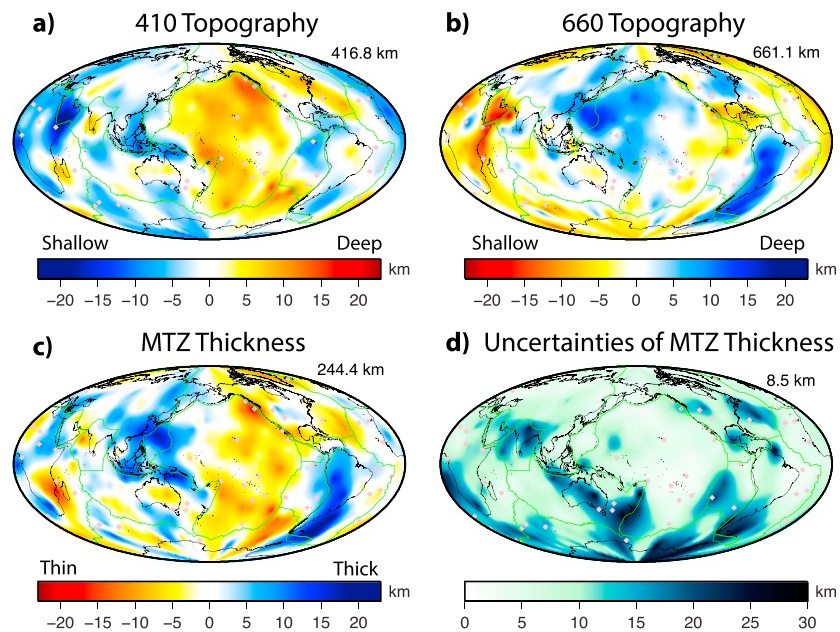 a) 410 Topography
416.8 km
Shallow Deep
km
−20 −15 −10 −5 0 5 10 15 20
b) 660 Topography
661.1 km
Shallow Deep
km
−20 −15 −10 −5 0 5 10 15 20
c) MTZ Thickness
244.4 km
Thin Thick
km
−20 −15 −10 −5 0 5 10 15 20
d) Uncertainties of MTZ Thickness
8.5 km
km
0 5 10 15 20 25 30